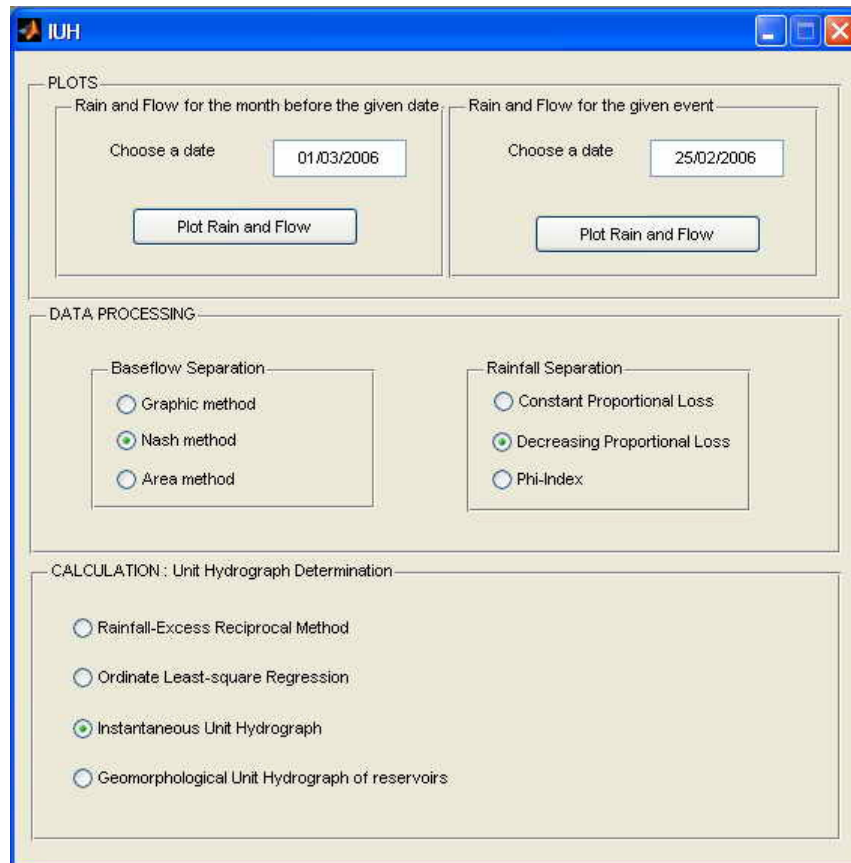 IUH
PLOTS
Rain and Flow for the month before the given date
Choose a date
01/03/2006
Plot Rain and Flow
Rain and Flow for the given event
Choose a date
25/02/2006
Plot Rain and Flow
DATA PROCESSING
Baseflow Separation
Graphic method
Nash method
Area method
Rainfall Separation
Constant Proportional Loss
Decreasing Proportional Loss
Phi-Index
CALCULATION : Unit Hydrograph Determination
Rainfall-Excess Reciprocal Method
Ordinate Least-square Regression
Instantaneous Unit Hydrograph
Geomorphological Unit Hydrograph of reservoirs